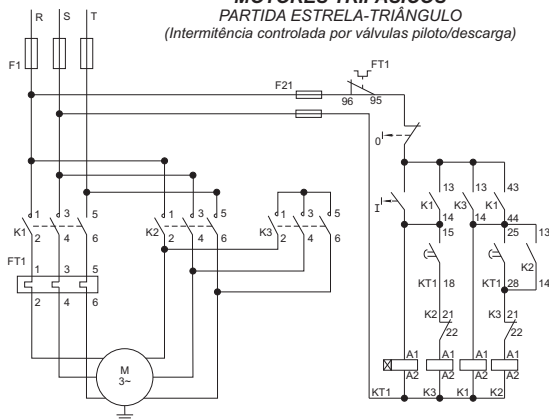 MOTORES TRIFÁSICOS
PARTIDA ESTRELA-TRIÂNGULO
(Intermitência controlada por válvulas piloto/descarga)
R S T
F1
FT1
F21
96 95
0
I
13 13 43
K1 K3 K1
14 14 44
15 25 13
K2
KT1 18 KT1 28 14
K2 21 K3 21
22 22
A1 A1 A1 A1
A2 A2 A2 A2
KT1 K3 K1 K2
1 3 5
K1
2 4 6
1 3 5
K2
2 4 6
1 3 5
K3
2 4 6
FT1
1 3 5
2 4 6
M
3~